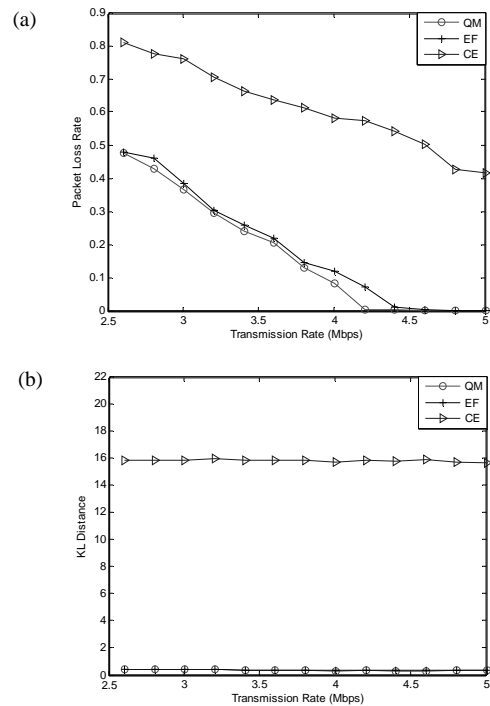 (a)
0.9
0.8
0.7
0.6
0.5
0.4
0.3
0.2
0.1
0
Packet Loss Rate
QM
EF
CE
2.5 3 3.5 4 4.5 5
Transmission Rate (Mbps)
(b)
22
20
18
16
14
12
10
8
6
4
2
0
KL Distance
QM
EF
CE
2.5 3 3.5 4 4.5 5
Transmission Rate (Mbps)